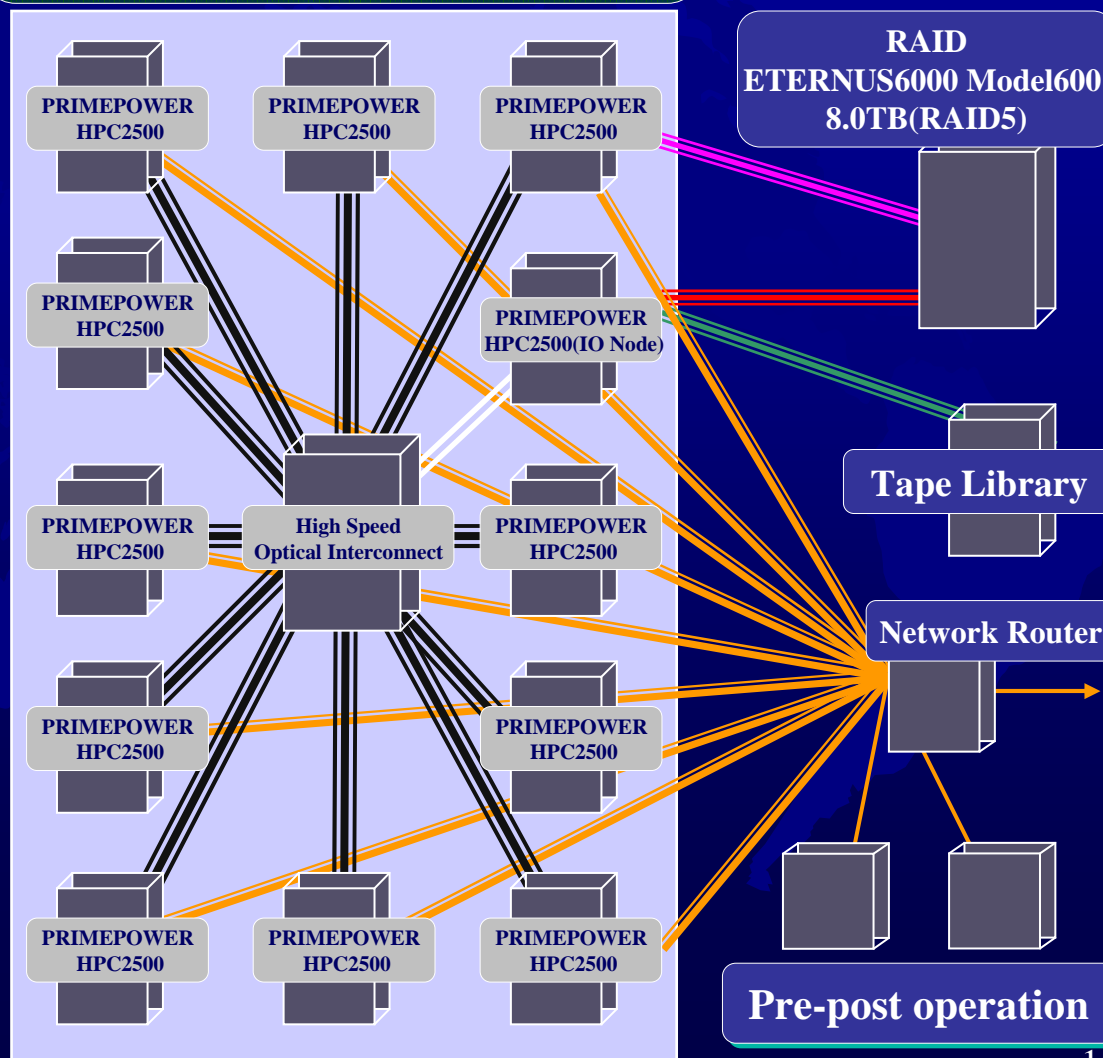 PRIMEPOWER
HPC2500
PRIMEPOWER
HPC2500
PRIMEPOWER
HPC2500
RAID
ETERNUS6000 Model600
8.0TB(RAID5)
PRIMEPOWER
HPC2500
PRIMEPOWER
HPC2500(IO Node)
PRIMEPOWER
HPC2500
High Speed
Optical Interconnect
PRIMEPOWER
HPC2500
Tape Library
Network Router
PRIMEPOWER
HPC2500
PRIMEPOWER
HPC2500
PRIMEPOWER
HPC2500
PRIMEPOWER
HPC2500
PRIMEPOWER
HPC2500
Pre-post operation